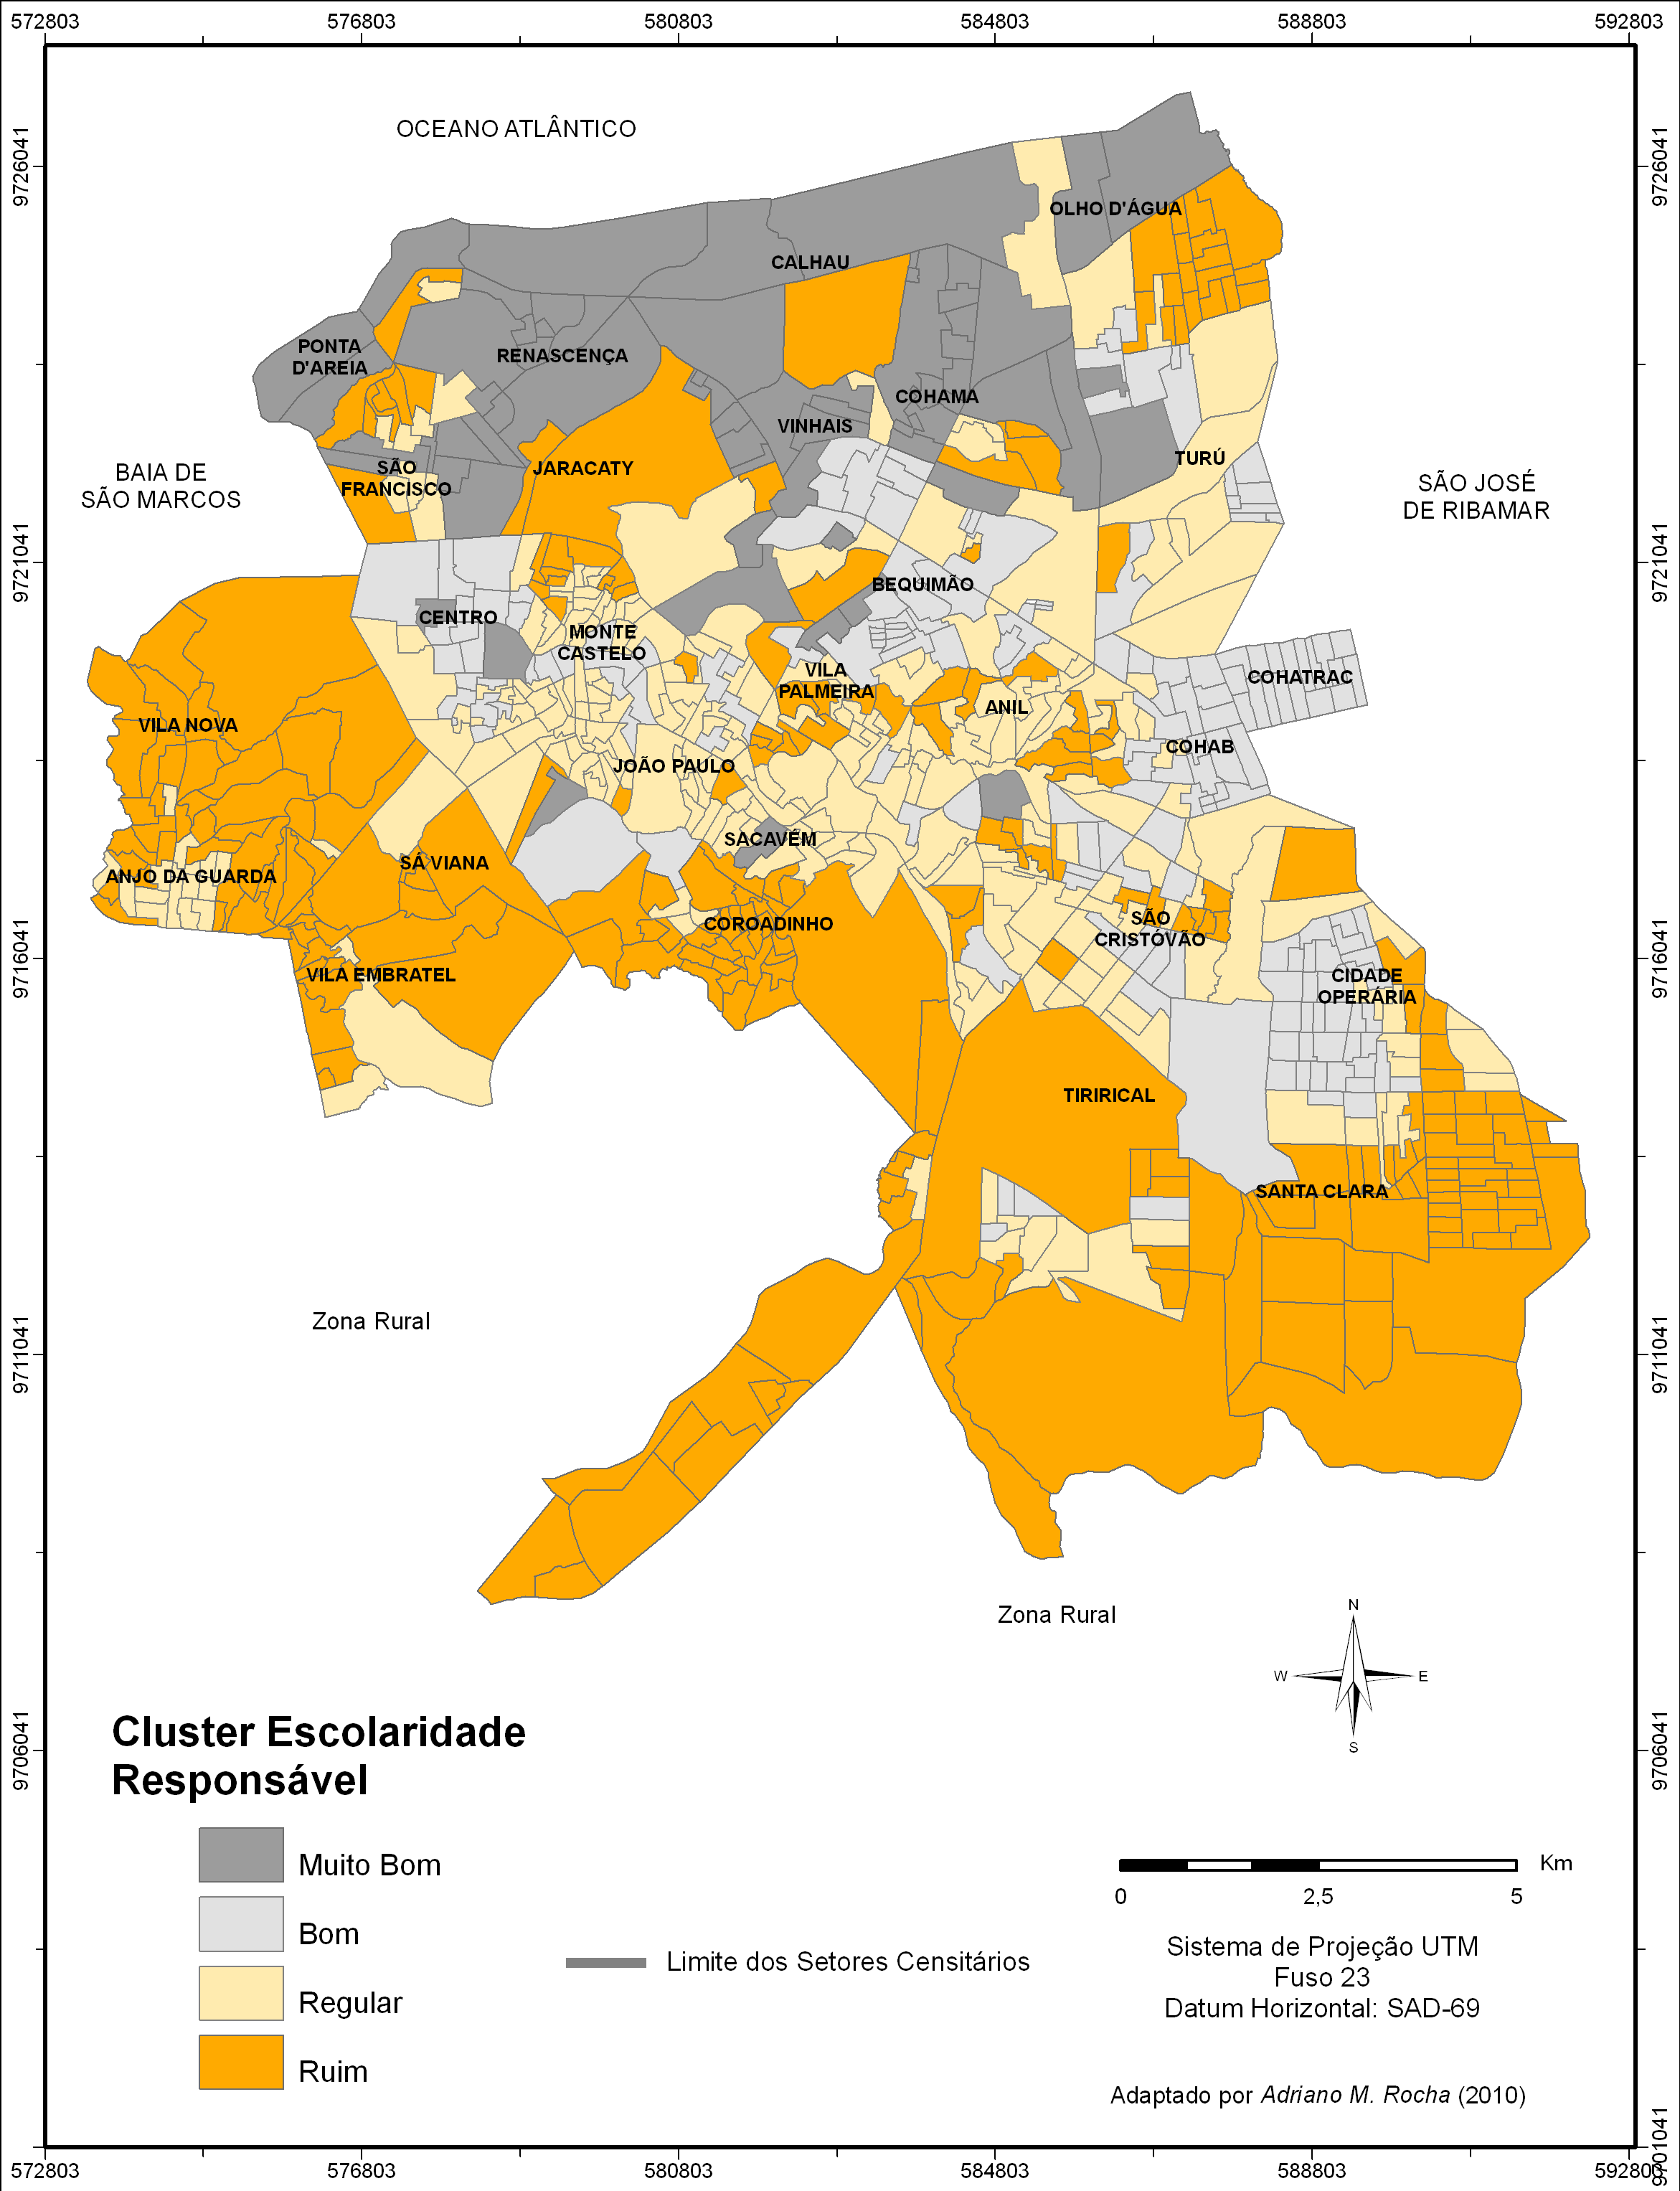 572803 576803 580803 584803 588803 592803
9726041 9726041
OCEANO ATLÂNTICO
OLHO D'ÁGUA
CALHAU
PONTA
D'AREIA
RENASCENÇA
COHAMA
VINHAIS
TURÚ
JARACATY
SÃO
FRANCISCO
BAIA DE
SÃO MARCOS
SÃO JOSÉ
DE RIBAMAR
9721041 9721041
BEQUIMÃO
CENTRO
MONTE
CASTELO
VILA
PALMEIRA
COHATRAC
ANIL
VILA NOVA
COHAB
JOÃO PAULO
SACAVÉM
SÁ VIANA
ANJO DA GUARDA
COROADINHO
SÃO
CRISTÓVÃO
9716041 9716041
VILA EMBRATEL
CIDADE
OPERÁRIA
TIRIRICAL
SANTA CLARA
Zona Rural
9711041 9711041
Zona Rural
N
W E
S
9706041 9706041
Cluster Escolaridade
Responsável
Muito Bom
Bom
Regular
Ruim
Limite dos Setores Censitários
Km
0 2,5 5
Sistema de Projeção UTM
Fuso 23
Datum Horizontal: SAD-69
Adaptado por Adriano M. Rocha (2010)
9701041
572803 576803 580803 584803 588803 592803